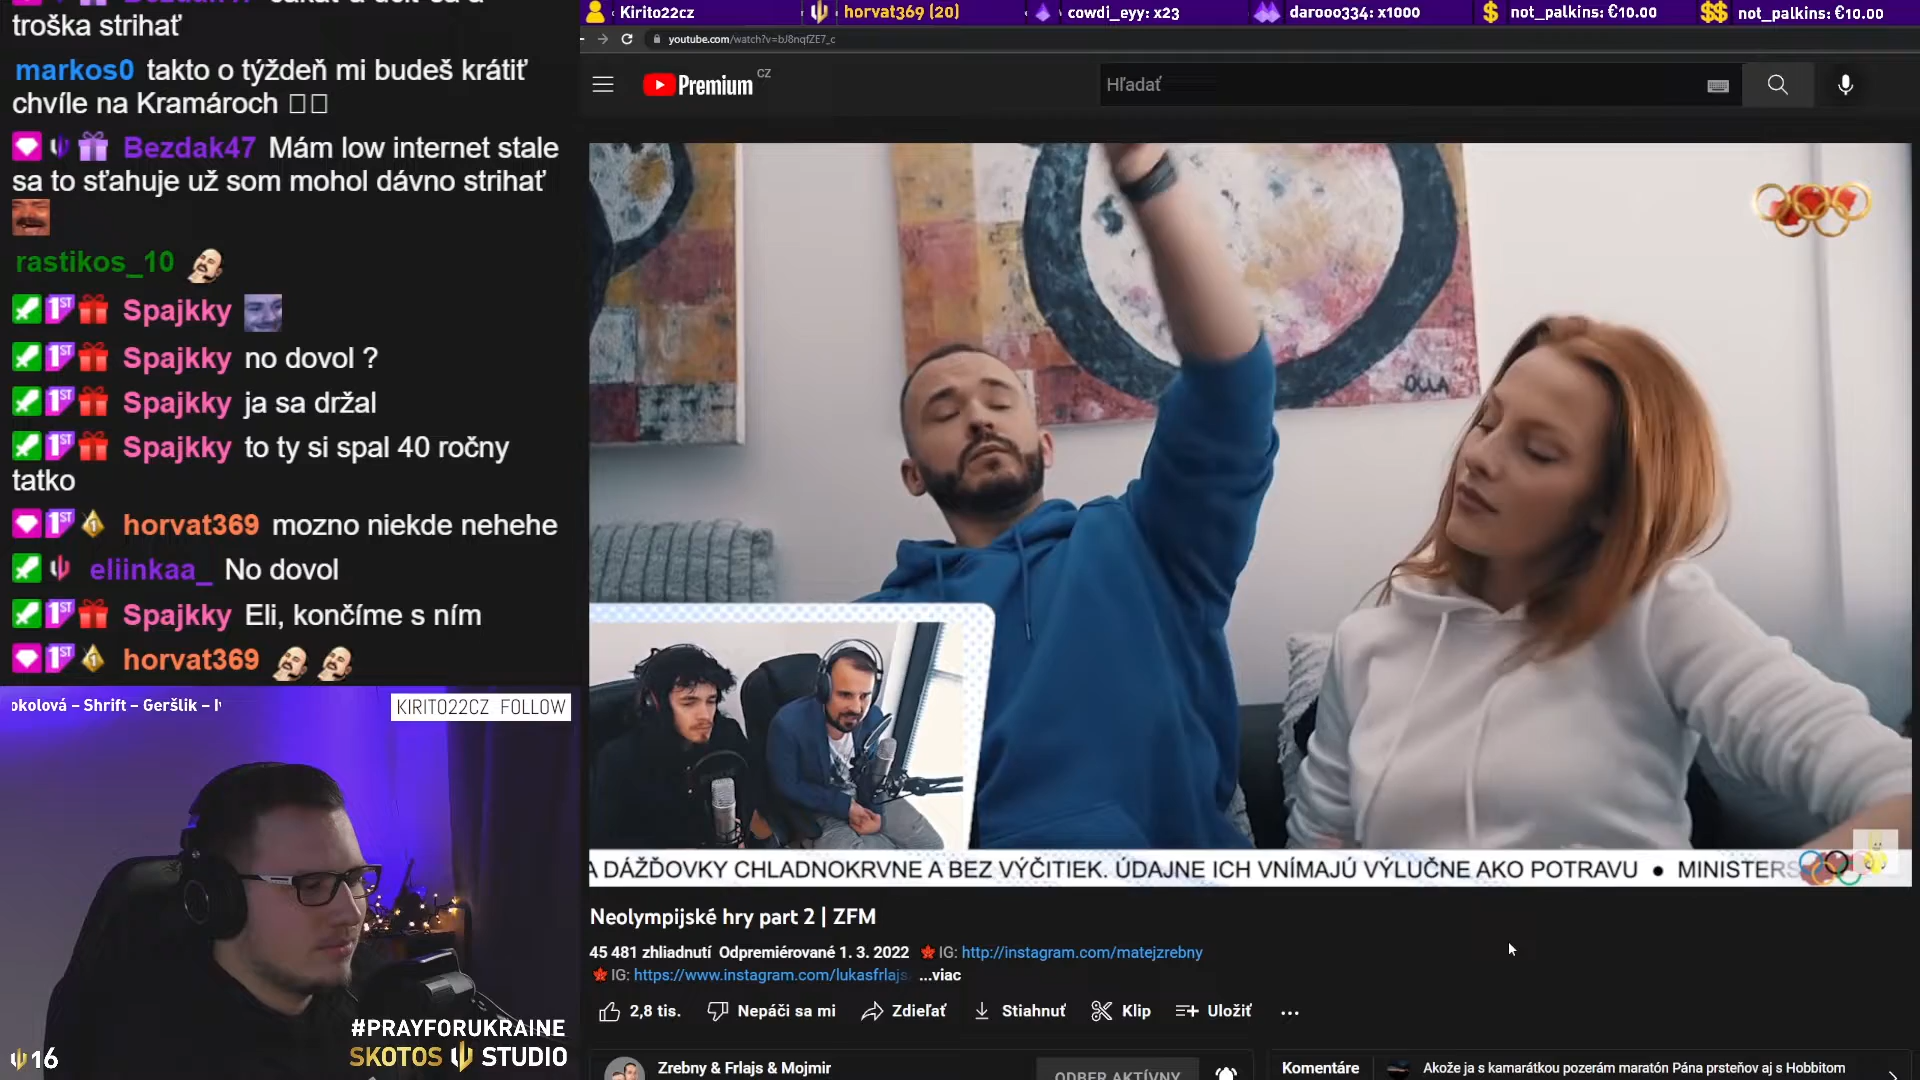 troška strihať
markos0 takto o týždeň mi budeš krátiť
chvíle na Kramároch
Bezdak47 Mám low internet stale
sa to sťahuje už som mohol dávno strihať
rastikos_10
Spajkky
Spajkky no dovol ?
Spajkky ja sa držal
Spajkky to ty si spal 40 ročny
tatko
horvat369 mozno niekde nehehe
eliinkaa_ No dovol
Spajkky Eli, končíme s ním
horvat369
okolová – Shrift – Geršlik –
KIRITO22CZ FOLLOW
#PRAYFORUKRAINE
SKOTOS STUDIO
16
Kirito22cz
horvat369 (20)
cowdi_eyy: x23
darooo334: x1000
not_palkins: €10.00
not_palkins: €10.00
youtube.com/watch?v=bJ8nqfZE7_c
Premium CZ
Hľadať
OLLA
A DÁŽĎOVKY CHLADNOKRVNE A BEZ VÝČITIEK. ÚDAJNE ICH VNÍMAJÚ VÝLUČNE AKO POTRAVU ● MINISTERS
Neolympijské hry part 2 | ZFM
45 481 zhliadnutí Odpremiérované 1. 3. 2022 IG: http://instagram.com/matejzrebny
IG: https://www.instagram.com/lukasfrlajs ...viac
2,8 tis. Nepáči sa mi Zdieľať Stiahnuť Klip Uložiť ...
Zrebny & Frlajs & Mojmir
ODBER AKTÍVNY
Komentáre
Akože ja s kamarátkou pozerám maratón Pána prsteňov aj s Hobbitom